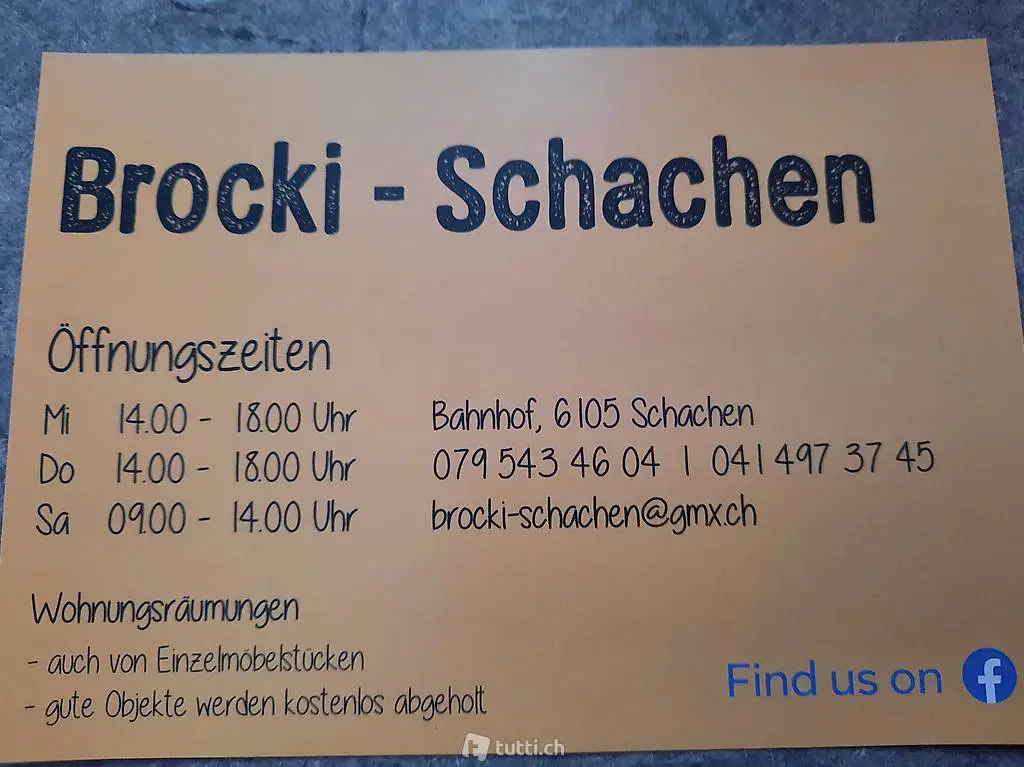 Brocki - Schachen
Öffnungszeiten
Mi 14.00 - 18.00 Uhr
Do 14.00 - 18.00 Uhr
Sa 09.00 - 14.00 Uhr
Bahnhof, 6105 Schachen
079 543 46 04 | 041 497 37 45
brocki-schachen@gmx.ch
Wohnungsräumungen
- auch von Einzelmöbelstücken
- gute Objekte werden kostenlos abgeholt
Find us on f
tutti.ch